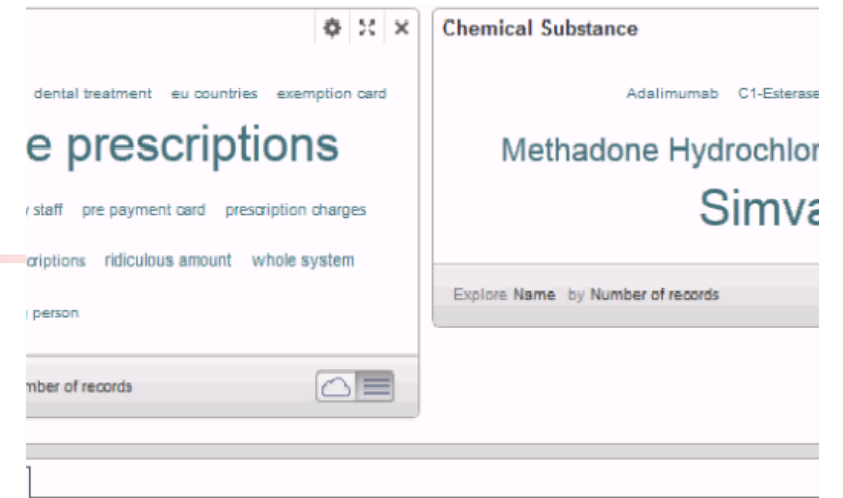 Chemical Substance
dental treatment eu countries exemption card
e prescriptions
staff pre payment card prescription charges
criptions ridiculous amount whole system
person
mber of records
Adalimumab C1-Esterase
Methadone Hydrochlor
Simva
Explore Name by Number of records